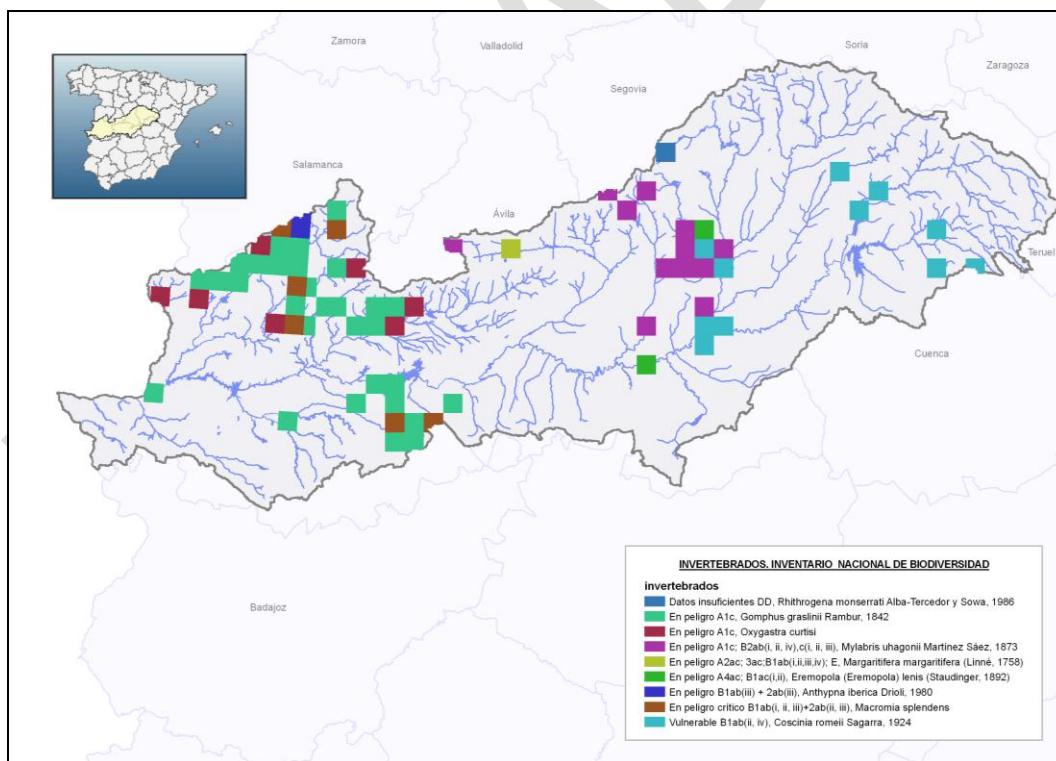 Zamora
Valladolid
Soria
Zaragoza
Segovia
Salamanca
Ávila
Teruel
Cuenca
Badajoz
INVERTEBRADOS. INVENTARIO NACIONAL DE BIODIVERSIDAD
invertebrados
Datos insuficientes DD, Rhithrogena monserrati Alba-Tercedor y Sowa, 1986
En peligro A1c, Gomphus graslinii Rambur, 1842
En peligro A1c, Oxygastra curtisi
En peligro A1c; B2ab(i, ii, iv),c(i, ii, iii), Mylabris uhagonii Martínez Sáez, 1873
En peligro A2ac; 3ac;B1ab(i,ii,iii,iv); E, Margaritifera margaritifera (Linné, 1758)
En peligro A4ac; B1ac(i,ii), Eremopola (Eremopola) lenis (Staudinger, 1892)
En peligro B1ab(iii) + 2ab(iii), Anthypna iberica Drioli, 1980
En peligro crítico B1ab(i, ii, iii)+2ab(ii, iii), Macromia splendens
Vulnerable B1ab(ii, iv), Coscinia romeii Sagarra, 1924